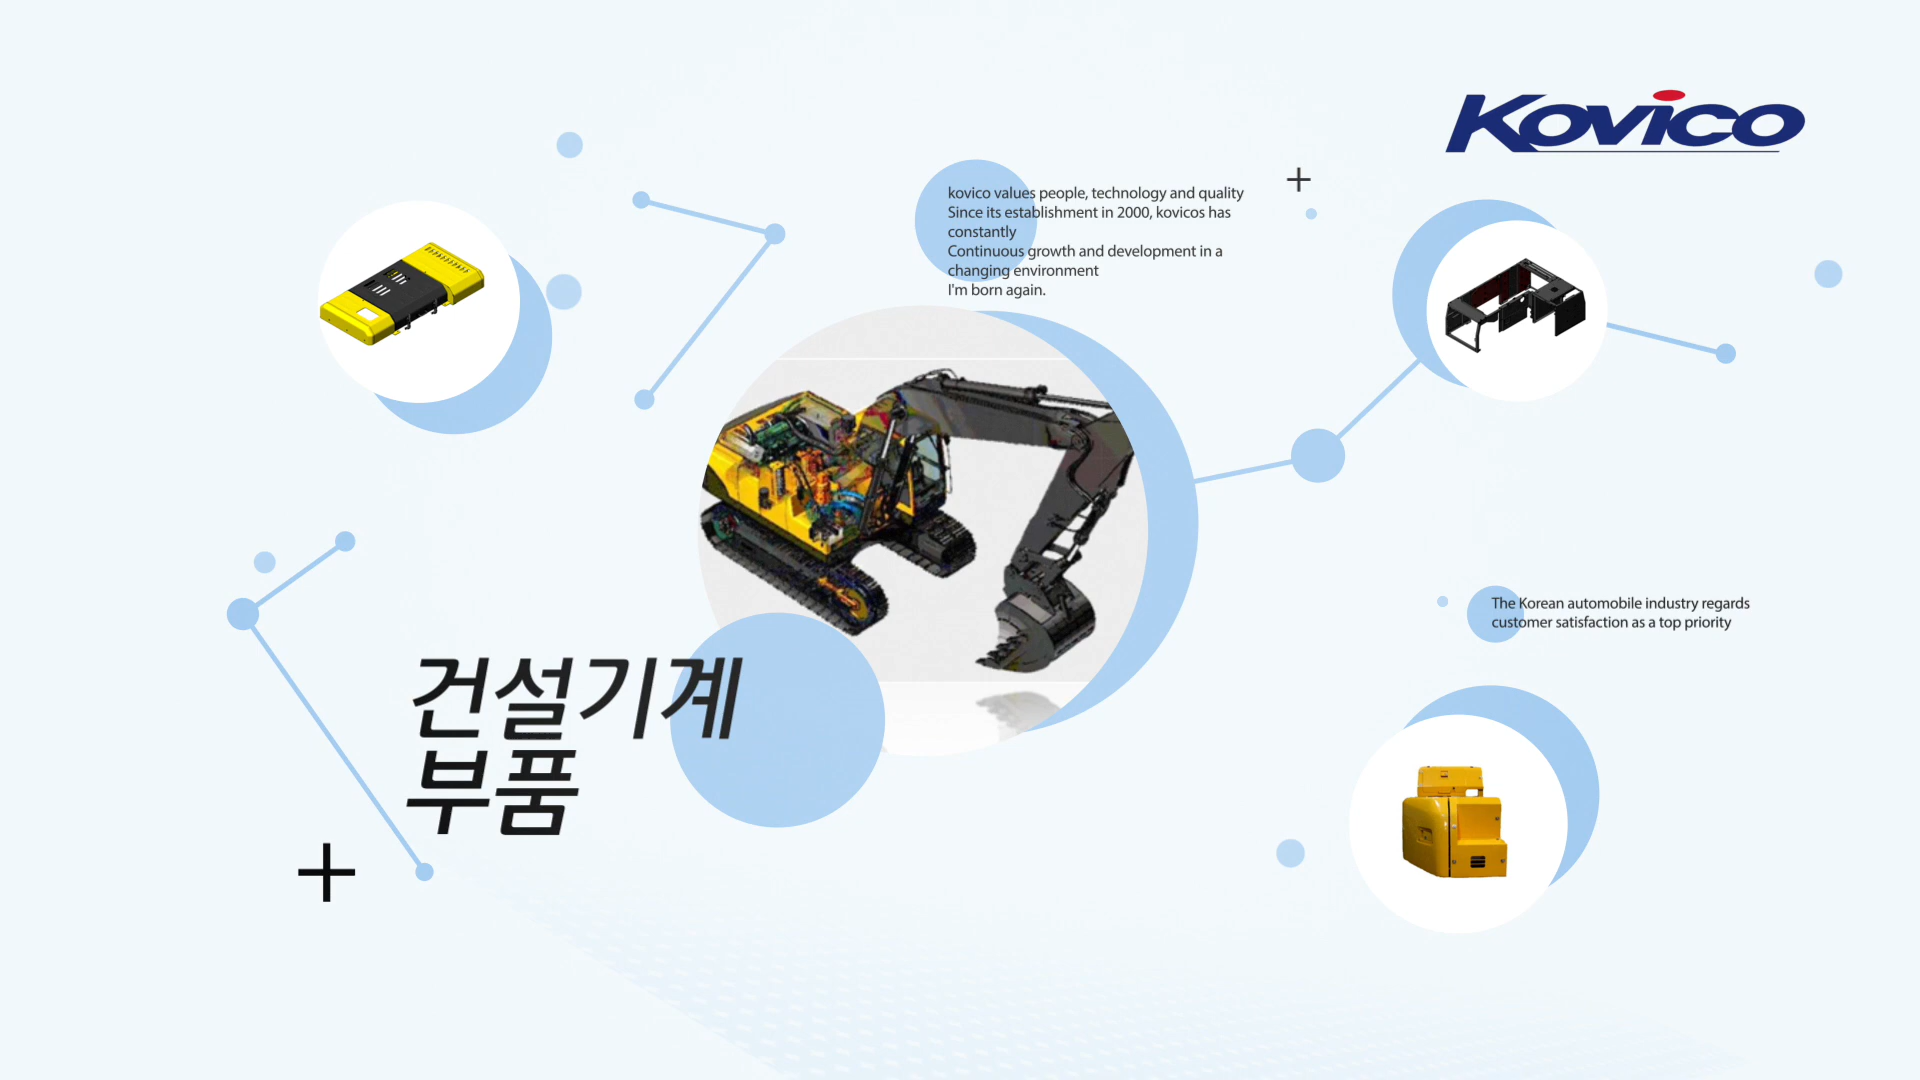 Kovico
kovico values people, technology and quality
Since its establishment in 2000, kovicos has
constantly
Continuous growth and development in a
changing environment
I'm born again.
The Korean automobile industry regards
customer satisfaction as a top priority
건설기계
부품